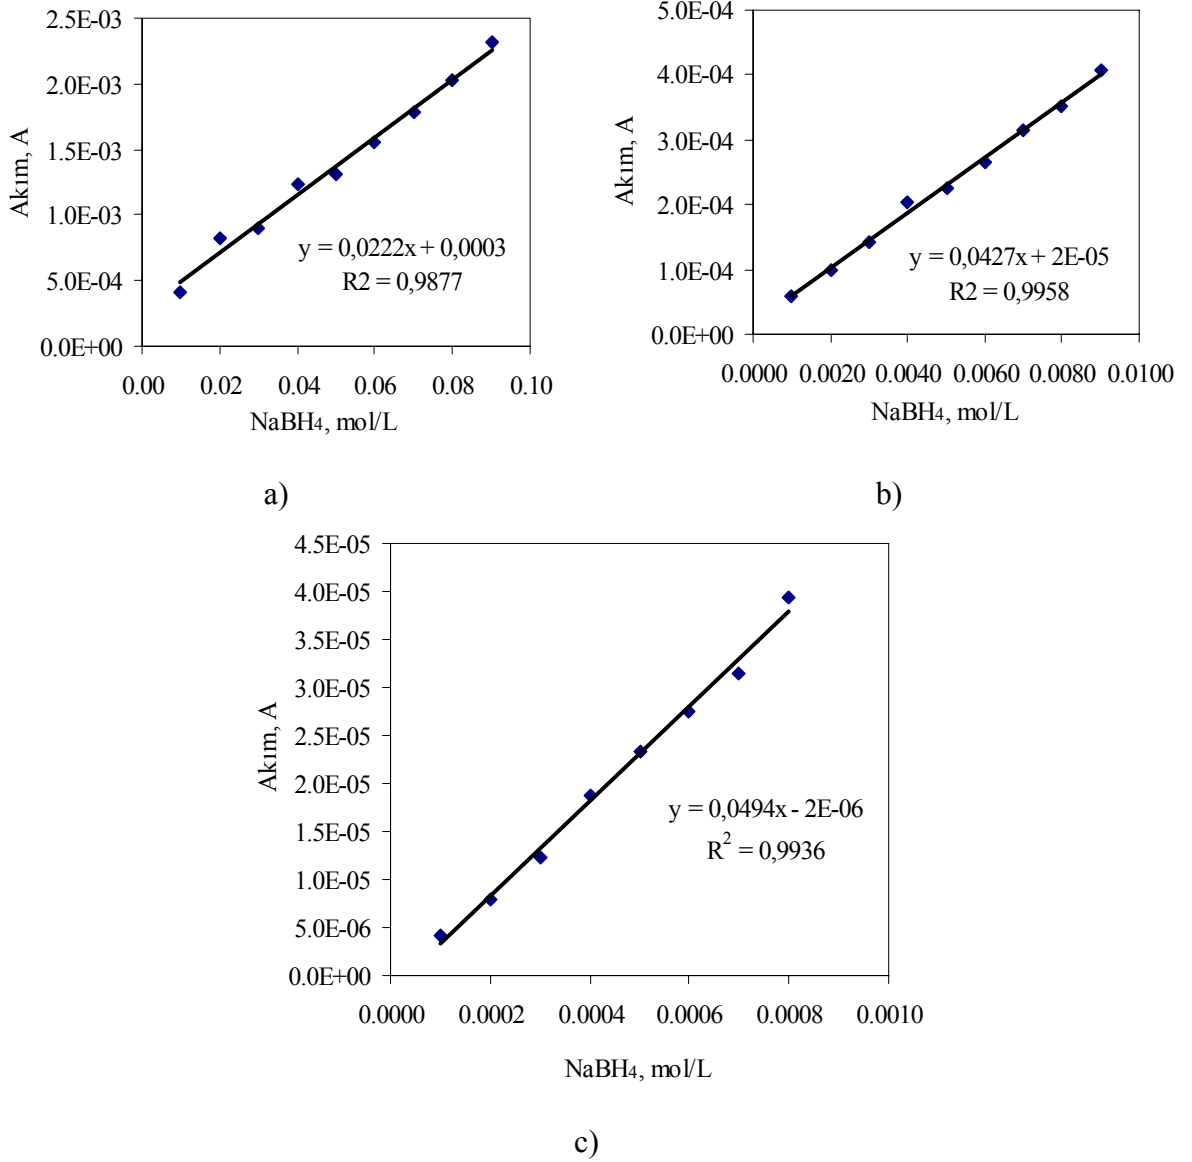 2.5E-03
2.0E-03
1.5E-03
1.0E-03
5.0E-04
0.0E+00
Akım, A
y = 0,0222x + 0,0003
R2 = 0,9877
0.00 0.02 0.04 0.06 0.08 0.10
NaBH4, mol/L
a)
5.0E-04
4.0E-04
3.0E-04
2.0E-04
1.0E-04
0.0E+00
Akım, A
y = 0,0427x + 2E-05
R2 = 0,9958
0.0000 0.0020 0.0040 0.0060 0.0080 0.0100
NaBH4, mol/L
b)
4.5E-05
4.0E-05
3.5E-05
3.0E-05
2.5E-05
2.0E-05
1.5E-05
1.0E-05
5.0E-06
0.0E+00
Akım, A
y = 0,0494x - 2E-06
R² = 0,9936
0.0000 0.0002 0.0004 0.0006 0.0008 0.0010
NaBH4, mol/L
c)